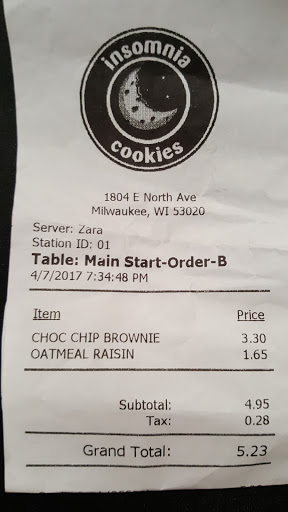 insomnia
cookies
1804 E North Ave
Milwaukee, WI 53020
Server: Zara
Station ID: 01
Table: Main Start-Order-B
4/7/2017 7:34:48 PM
Item Price
CHOC CHIP BROWNIE 3.30
OATMEAL RAISIN 1.65
Subtotal: 4.95
Tax: 0.28
Grand Total: 5.23